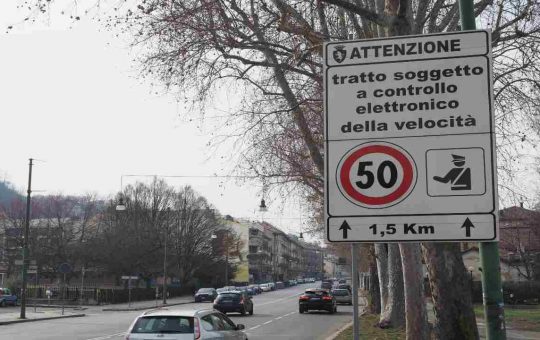 ATTENZIONE
tratto soggetto
a controllo
elettronico
della velocità
50
1,5 Km